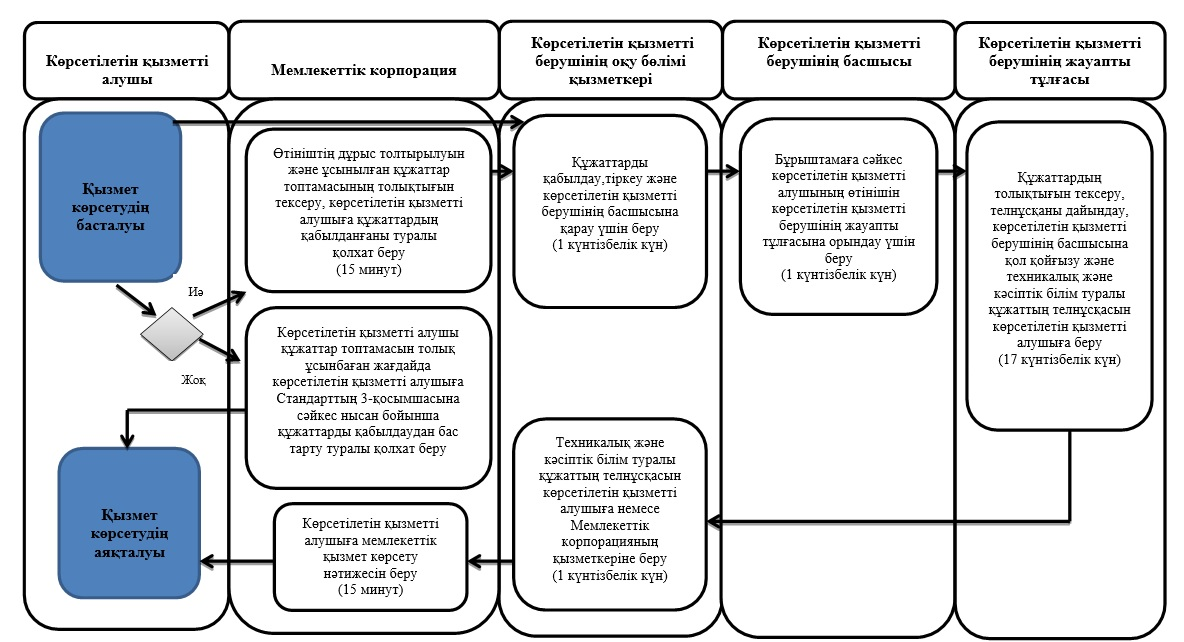 Көрсетілетін қызметті
алушы
Мемлекеттік корпорация
Көрсетілетін қызметті
берушінің оқу бөлімі
қызметкері
Көрсетілетін қызметті
берушінің басшысы
Көрсетілетін қызметті
берушінің жауапты
тұлғасы
Қызмет
көрсетудің
басталуы
Иә
Жоқ
Қызмет
көрсетудің
аяқталуы
Өтініштің дұрыс толтырылуын
және ұсынылған құжаттар
топтамасының толықтығын
тексеру, көрсетілетін қызметті
алушыға құжаттардың
қабылданғаны туралы
қолхат беру
(15 минут)
Көрсетілетін қызметті алушы
құжаттар топтамасын толық
ұсынбаған жағдайда
көрсетілетін қызметті алушыға
Стандарттың 3-қосымшасына
сәйкес нысан бойынша
құжаттарды қабылдаудан бас
тарту туралы қолхат беру
Көрсетілетін қызметті
алушыға мемлекеттік
қызмет көрсету
нәтижесін беру
(15 минут)
Құжаттарды
қабылдау,тіркеу және
көрсетілетін қызметті
берушінің басшысына
қарау үшін беру
(1 күнтізбелік күн)
Техникалық және
кәсіптік білім туралы
құжаттың телнұсқасын
көрсетілетін қызметті
алушыға немесе
Мемлекеттік
корпорацияның
қызметкеріне беру
(1 күнтізбелік күн)
Бұрыштамаға сәйкес
көрсетілетін қызметті
алушының өтінішін
көрсетілетін қызметті
берушінің жауапты
тұлғасына орындау үшін
беру
(1 күнтізбелік күн)
Құжаттардың
толықтығын тексеру,
телнұсқаны дайындау,
көрсетілетін қызметті
берушінің басшысына
қол қойғызу және
техникалық және
кәсіптік білім туралы
құжаттың телнұсқасын
көрсетілетін қызметті
алушыға беру
(17 күнтізбелік күн)